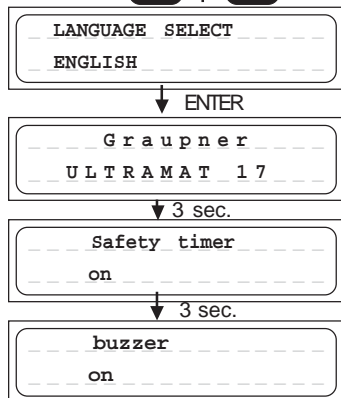 LANGUAGE SELECT
ENGLISH
ENTER
Graupner
ULTRAMAT 17
3 sec.
Safety timer
on
3 sec.
buzzer
on